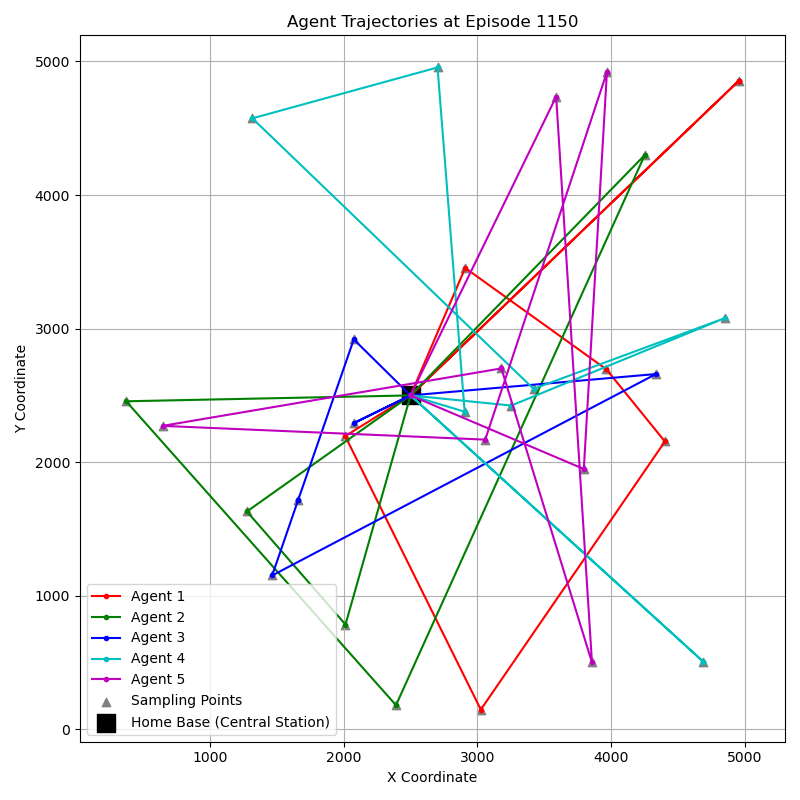 Agent Trajectories at Episode 1150
Y Coordinate
5000
4000
3000
2000
1000
0
Agent 1
Agent 2
Agent 3
Agent 4
Agent 5
Sampling Points
Home Base (Central Station)
1000 2000 3000 4000 5000
X Coordinate